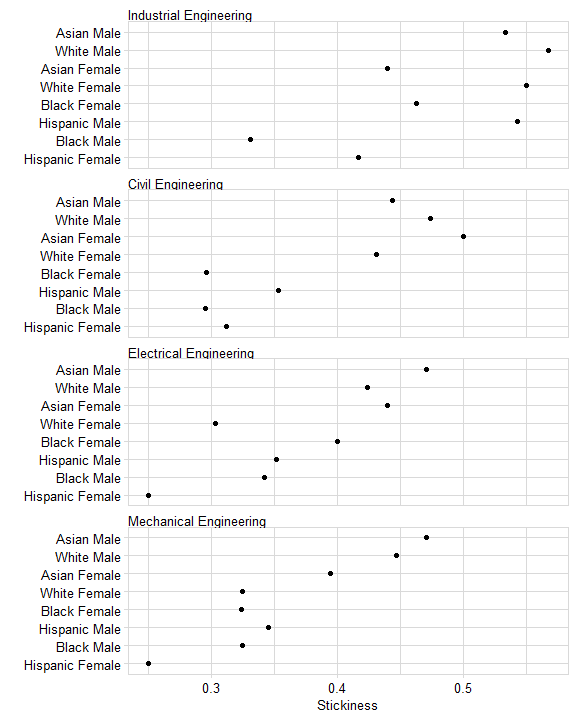 Industrial Engineering
Asian Male
White Male
Asian Female
White Female
Black Female
Hispanic Male
Black Male
Hispanic Female
Civil Engineering
Asian Male
White Male
Asian Female
White Female
Black Female
Hispanic Male
Black Male
Hispanic Female
Electrical Engineering
Asian Male
White Male
Asian Female
White Female
Black Female
Hispanic Male
Black Male
Hispanic Female
Mechanical Engineering
Asian Male
White Male
Asian Female
White Female
Black Female
Hispanic Male
Black Male
Hispanic Female
0.3 0.4 0.5
Stickiness